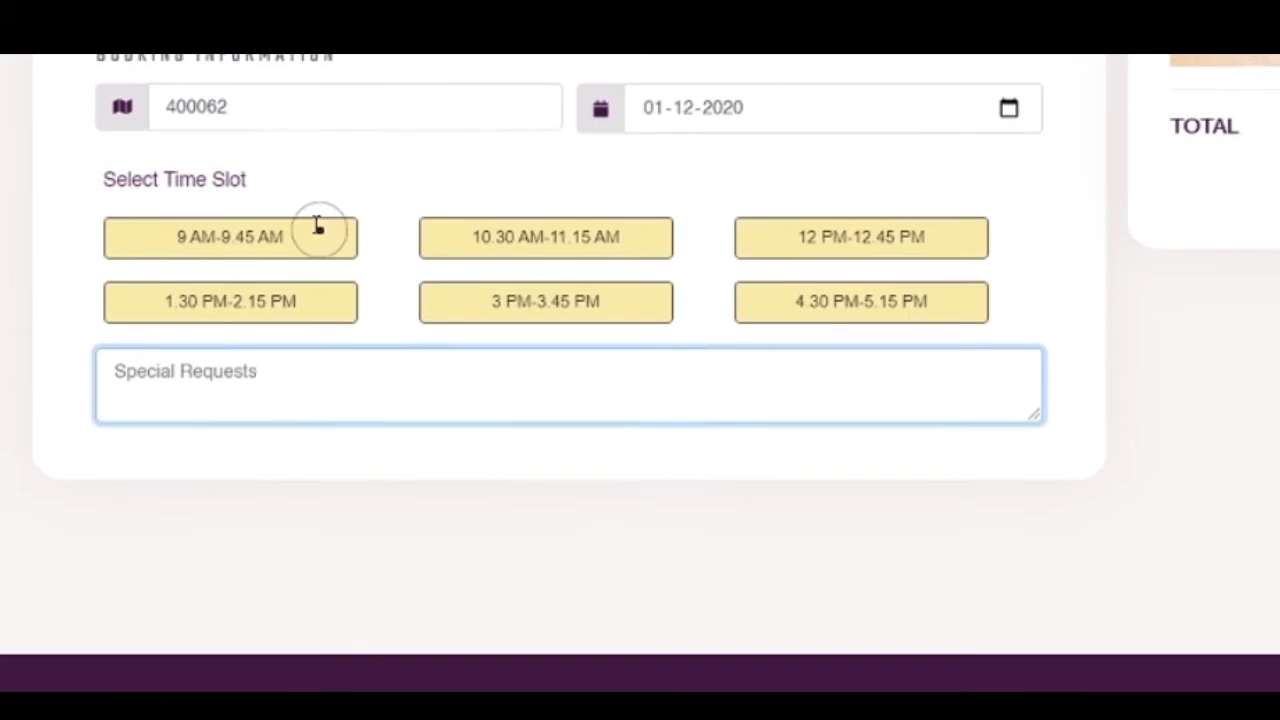 BOOKING INFORMATION
400062
01-12-2020
TOTAL
Select Time Slot
9 AM-9.45 AM
10.30 AM-11.15 AM
12 PM-12.45 PM
1.30 PM-2.15 PM
3 PM-3.45 PM
4.30 PM-5.15 PM
Special Requests